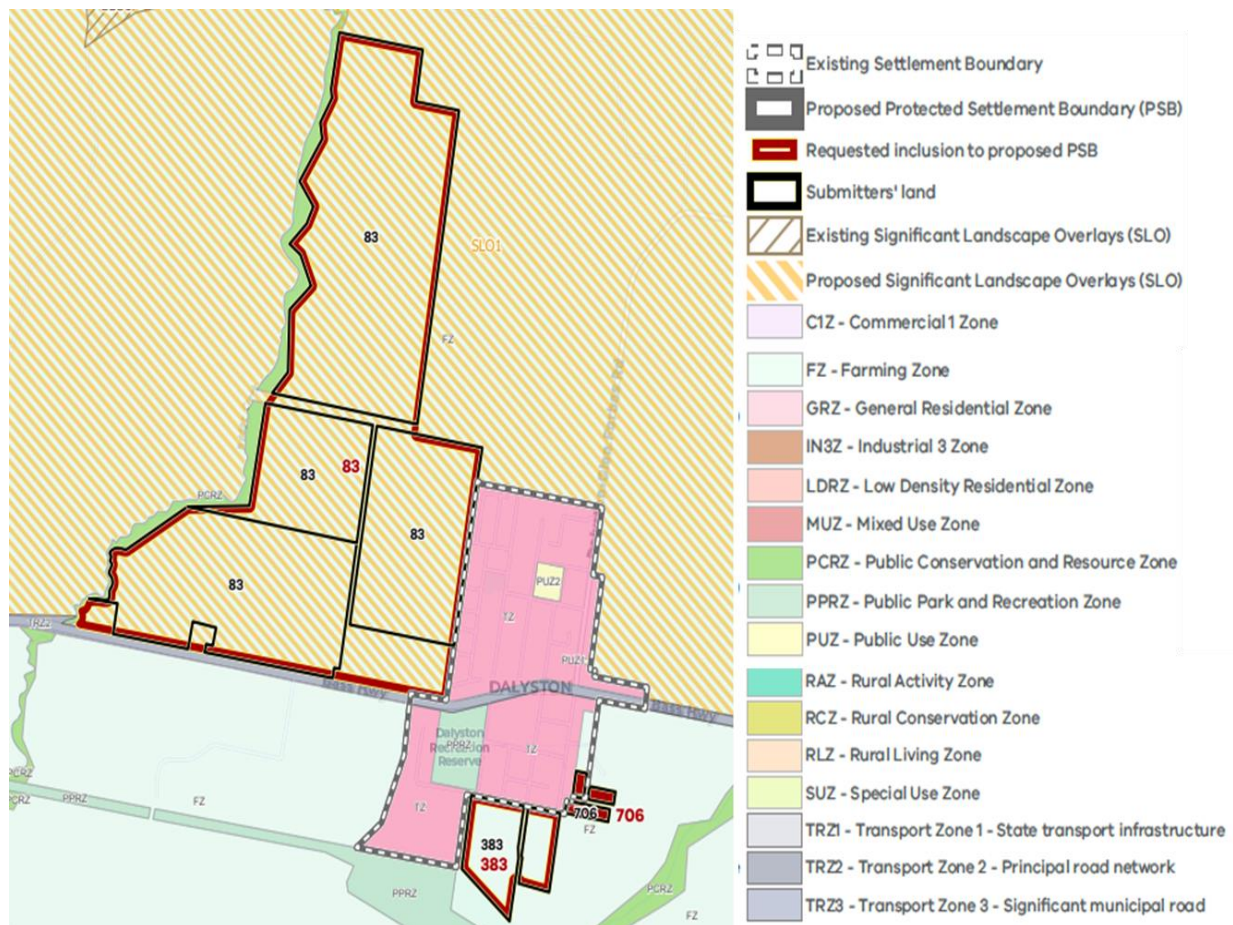 83
SLO1
FZ
83
83
83
PCRZ
83
PUZ2
TZ
PUZ1
TRZ2
Bass Hwy
DALYSTON
Bass Hwy
Dalyston
Recreation
Reserve
PPRZ
TZ
PCRZ
PCRZ
PPRZ
FZ
TZ
706
706
FZ
383
383
PPRZ
PCRZ
FZ
Existing Settlement Boundary
Proposed Protected Settlement Boundary (PSB)
Requested inclusion to proposed PSB
Submitters' land
Existing Significant Landscape Overlays (SLO)
Proposed Significant Landscape Overlays (SLO)
C1Z - Commercial 1 Zone
FZ - Farming Zone
GRZ - General Residential Zone
IN3Z - Industrial 3 Zone
LDRZ - Low Density Residential Zone
MUZ - Mixed Use Zone
PCRZ - Public Conservation and Resource Zone
PPRZ - Public Park and Recreation Zone
PUZ - Public Use Zone
RAZ - Rural Activity Zone
RCZ - Rural Conservation Zone
RLZ - Rural Living Zone
SUZ - Special Use Zone
TRZ1 - Transport Zone 1 - State transport infrastructure
TRZ2 - Transport Zone 2 - Principal road network
TRZ3 - Transport Zone 3 - Significant municipal road